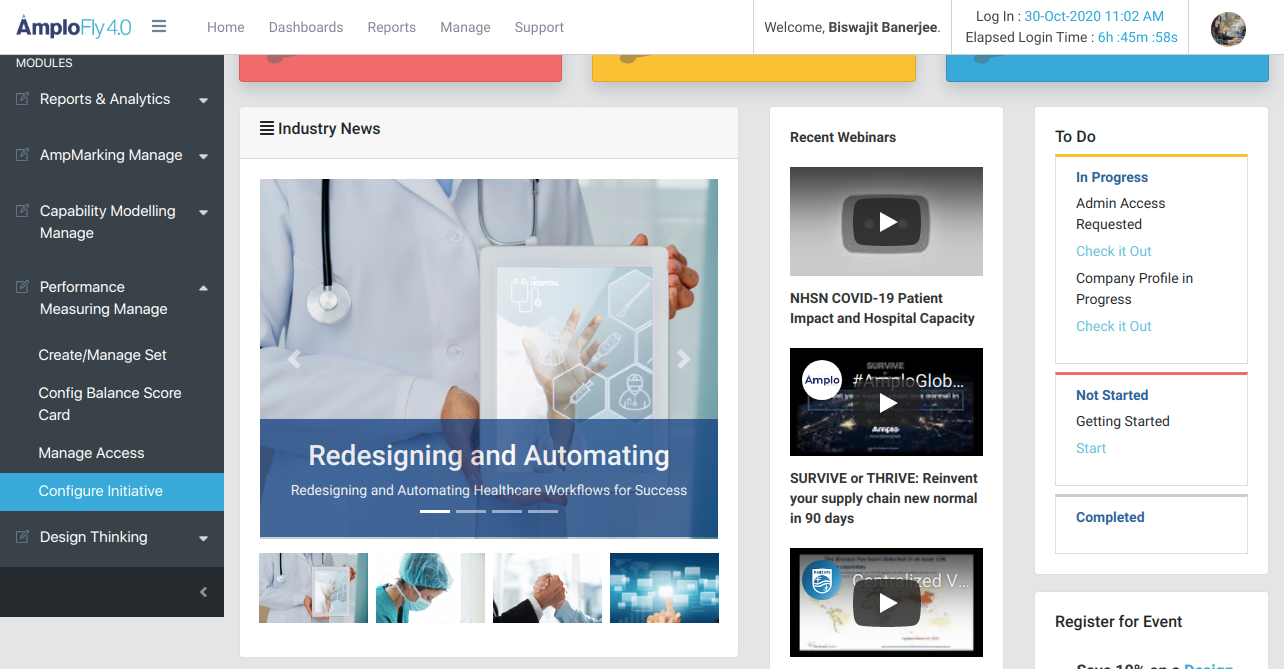 AmploFly 4.0
Home
Dashboards
Reports
Manage
Support
Welcome, Biswajit Banerjee.
Log In : 30-Oct-2020 11:02 AM
Elapsed Login Time : 6h :45m :58s
MODULES
Reports & Analytics
AmpMarking Manage
Capability Modelling
Manage
Performance
Measuring Manage
Create/Manage Set
Config Balance Score
Card
Manage Access
Configure Initiative
Design Thinking
Industry News
HOSPITAL
Redesigning and Automating
Redesigning and Automating Healthcare Workflows for Success
Recent Webinars
NHSN COVID-19 Patient
Impact and Hospital Capacity
SURVIVE
Amplo
#AmploGlob...
Amplo
SURVIVE or THRIVE: Reinvent
your supply chain new normal
in 90 days
PHILIPS
Centralized V...
To Do
In Progress
Admin Access
Requested
Check it Out
Company Profile in
Progress
Check it Out
Not Started
Getting Started
Start
Completed
Register for Event
Save 10% on a Design